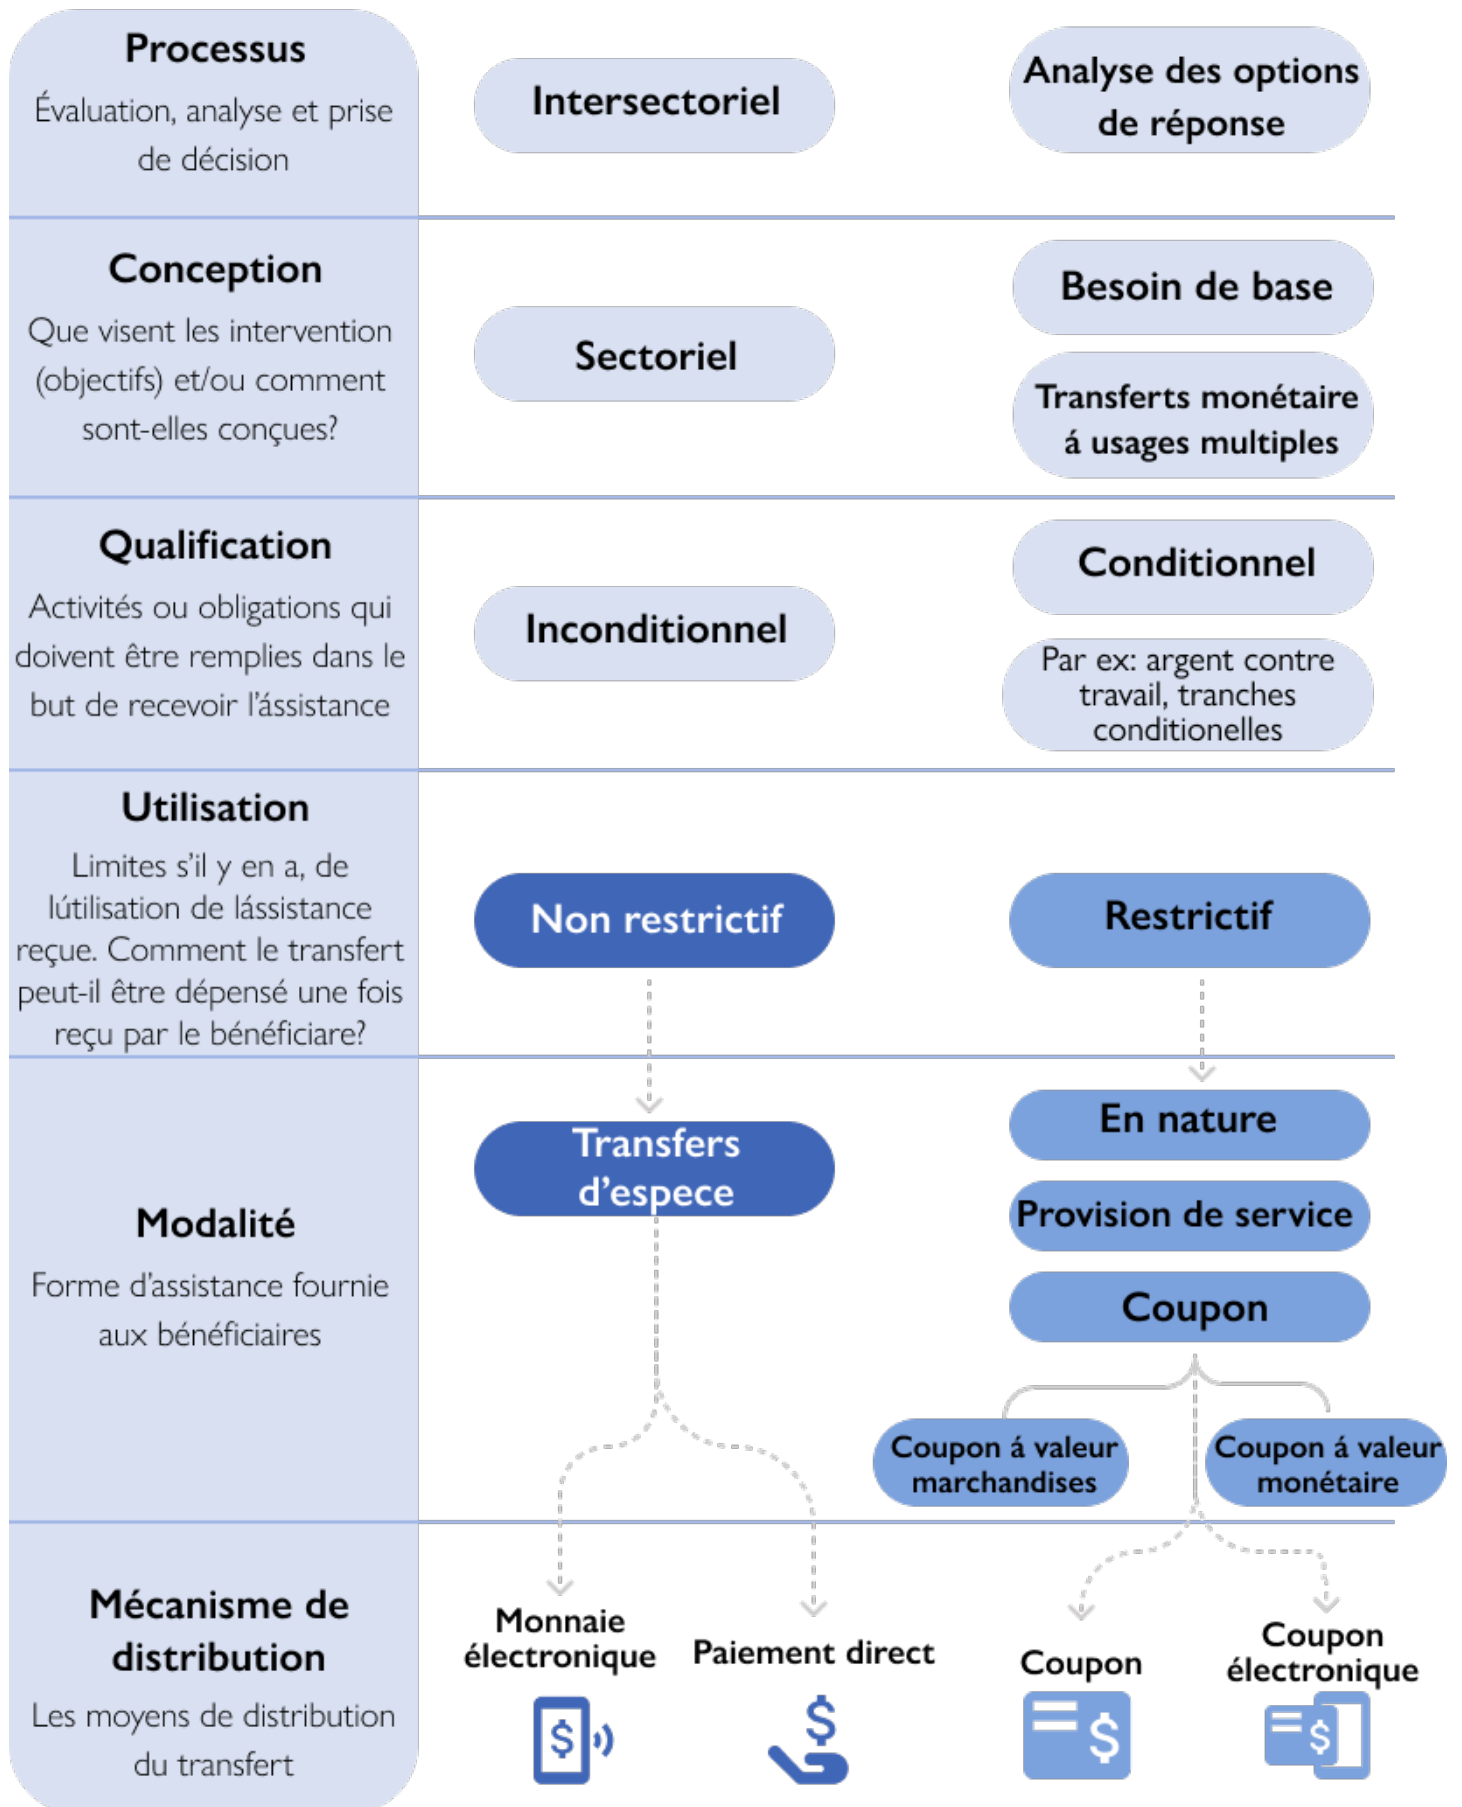 Processus
Évaluation, analyse et prise
de décision
Intersectoriel
Analyse des options
de réponse
Conception
Que visent les intervention
(objectifs) et/ou comment
sont-elles conçues?
Sectoriel
Besoin de base
Transferts monétaire
á usages multiples
Qualification
Activités ou obligations qui
doivent être remplies dans le
but de recevoir l’ássistance
Inconditionnel
Conditionnel
Par ex: argent contre
travail, tranches
conditionelles
Utilisation
Limites s’il y en a, de
lútilisation de lássistance
reçue. Comment le transfert
peut-il être dépensé une fois
reçu par le bénéficiare?
Non restrictif
Restrictif
Modalité
Forme d’assistance fournie
aux bénéficiaires
Transfers
d’espece
En nature
Provision de service
Coupon
Coupon á valeur
marchandises
Coupon á valeur
monétaire
Mécanisme de
distribution
Les moyens de distribution
du transfert
Monnaie
électronique
$
Paiement direct
$
Coupon
$
Coupon
électronique
$